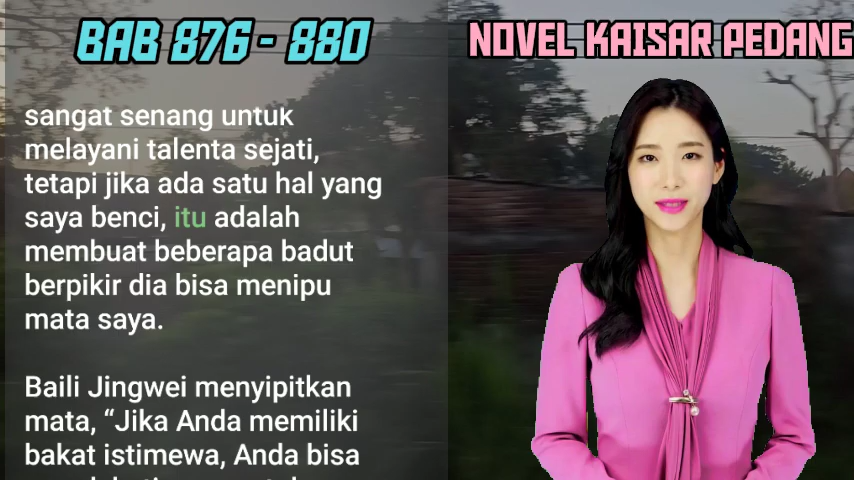 BAB 876 - 880
NOVEL KAISAR PEDANG
sangat senang untuk
melayani talenta sejati,
tetapi jika ada satu hal yang
saya benci, itu adalah
membuat beberapa badut
berpikir dia bisa menipu
mata saya.
Baili Jingwei menyipitkan
mata, “Jika Anda memiliki
bakat istimewa, Anda bisa